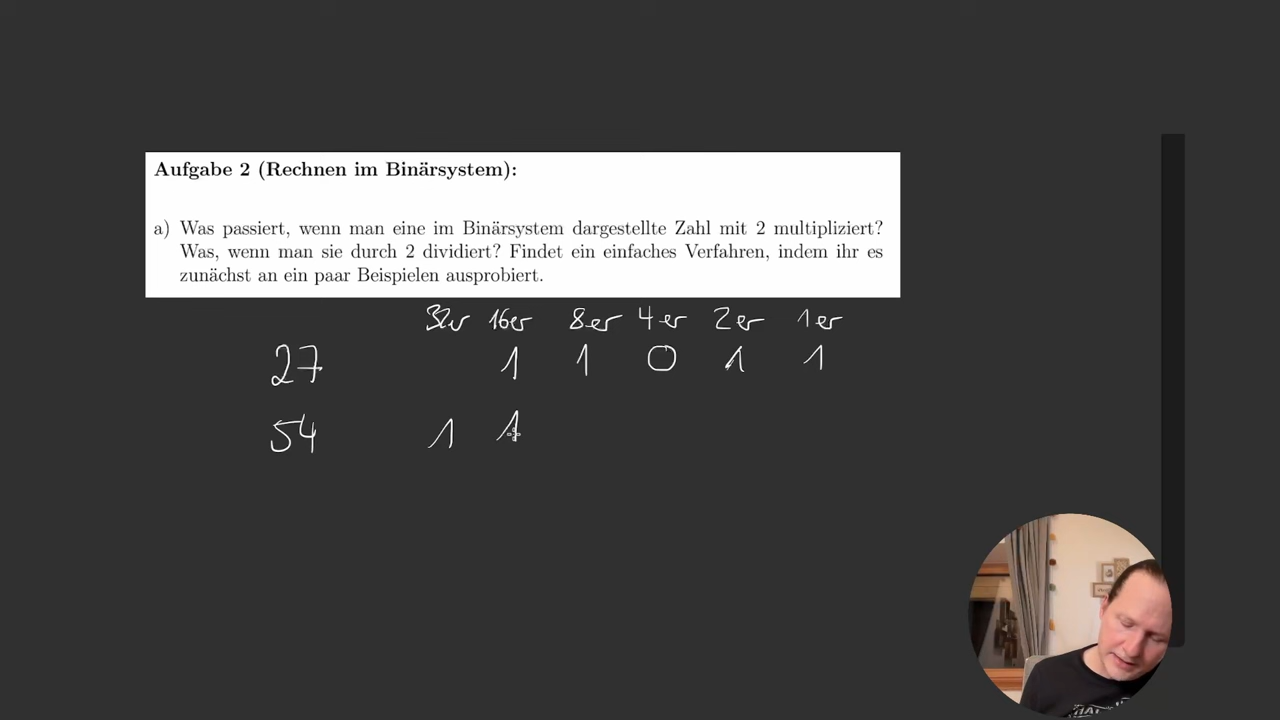 Aufgabe 2 (Rechnen im Binärsystem):
a) Was passiert, wenn man eine im Binärsystem dargestellte Zahl mit 2 multipliziert?
Was, wenn man sie durch 2 dividiert? Findet ein einfaches Verfahren, indem ihr es
zunächst an ein paar Beispielen ausprobiert.
32er 16er 8er 4er 2er 1er
27 1 1 0 1 1
54 1 1